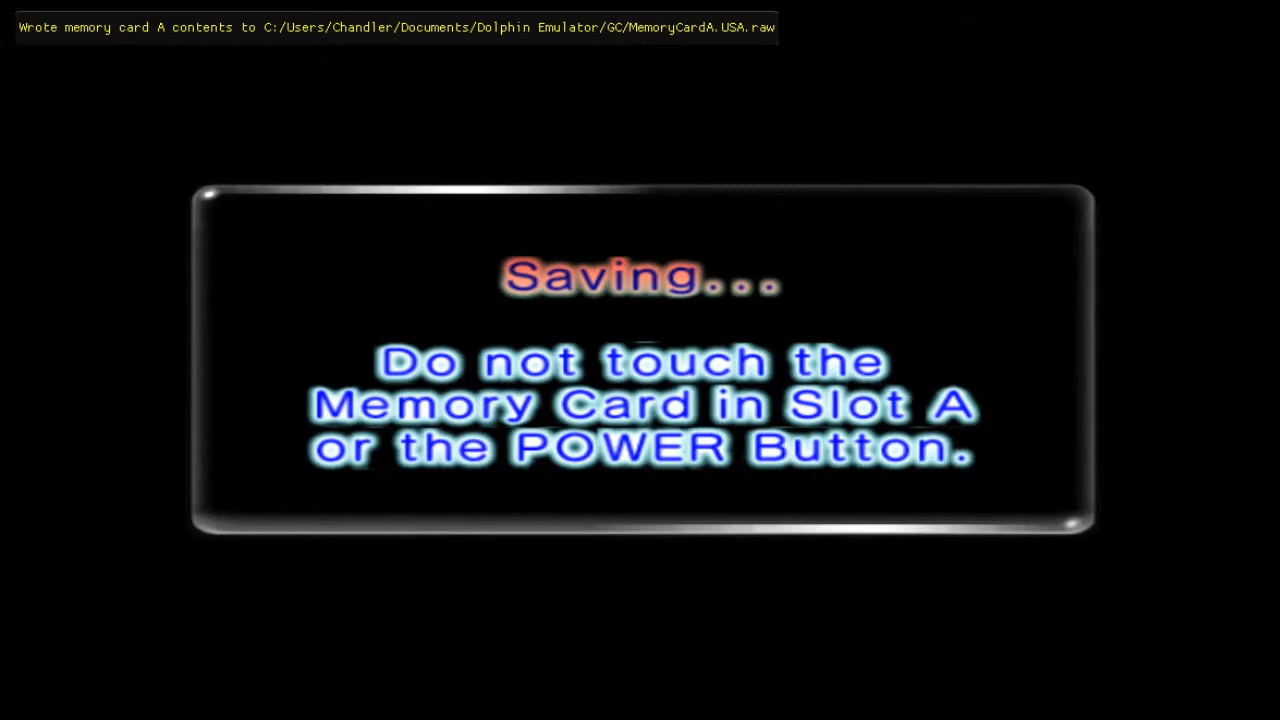 Wrote memory card A contents to C:/Users/Chandler/Documents/Dolphin Emulator/GC/MemoryCardA.USA.raw
Saving...
Do not touch the
Memory Card in Slot A
or the POWER Button.